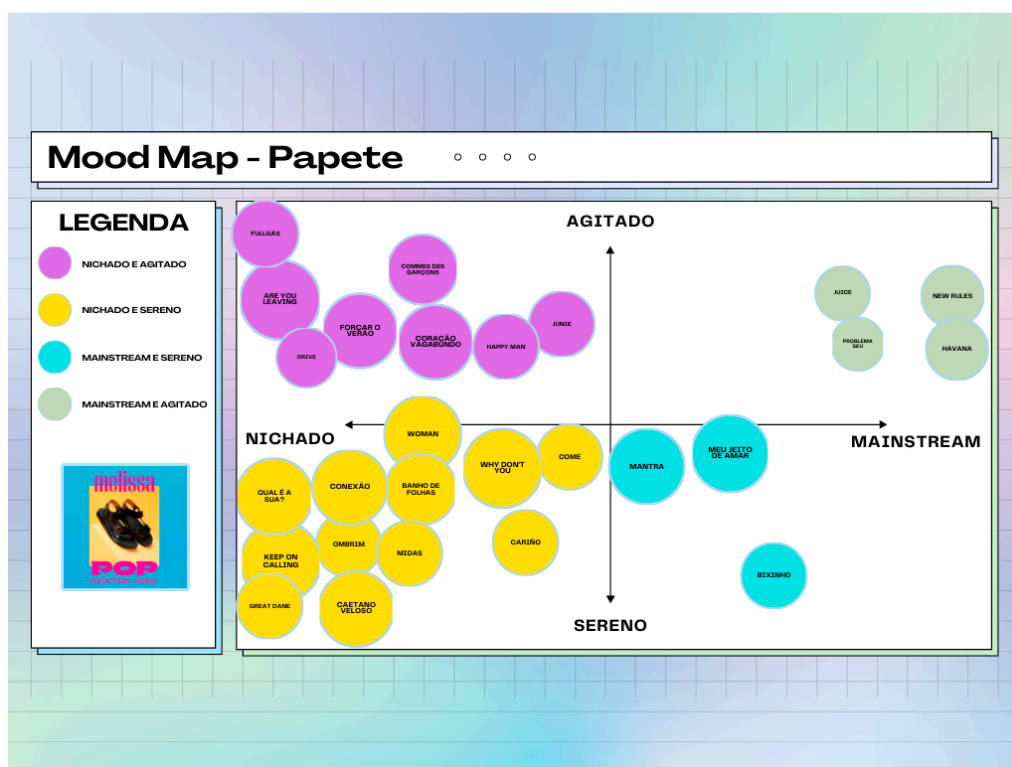 Mood Map - Papete
LEGENDA
NICHADO E AGITADO
NICHADO E SERENO
MAINSTREAM E SERENO
MAINSTREAM E AGITADO
melissa
POP
AGITADO
SERENO
NICHADO
MAINSTREAM
FULLGÁS
ARE YOU
LEAVING
DRIVE
FORÇAR O
VERÃO
COMMES DES
GARÇONS
CORAÇÃO
VAGABUNDO
HAPPY MAN
JUNIE
JUICE
PROBLEMA
SEU
NEW RULES
HAVANA
WOMAN
QUAL É A
SUA?
CONEXÃO
BANHO DE
FOLHAS
WHY DON'T
YOU
COME
KEEP ON
CALLING
OMBRIM
MIDAS
CARIÑO
GREAT DANE
CAETANO
VELOSO
MANTRA
MEU JEITO
DE AMAR
BIXINHO